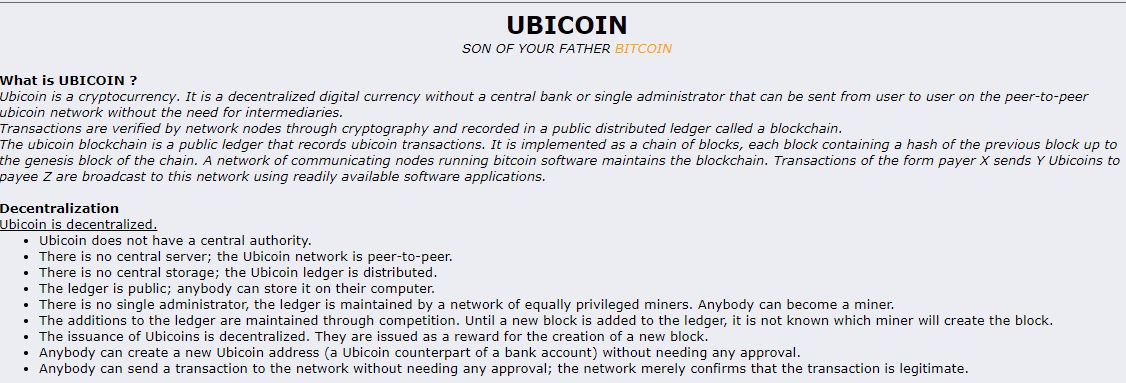 UBICOIN
SON OF YOUR FATHER BITCOIN
What is UBICOIN ?
Ubicoin is a cryptocurrency. It is a decentralized digital currency without a central bank or single administrator that can be sent from user to user on the peer-to-peer
ubicoin network without the need for intermediaries.
Transactions are verified by network nodes through cryptography and recorded in a public distributed ledger called a blockchain.
The ubicoin blockchain is a public ledger that records ubicoin transactions. It is implemented as a chain of blocks, each block containing a hash of the previous block up to
the genesis block of the chain. A network of communicating nodes running bitcoin software maintains the blockchain. Transactions of the form payer X sends Y Ubicoins to
payee Z are broadcast to this network using readily available software applications.
Decentralization
Ubicoin is decentralized.
• Ubicoin does not have a central authority.
• There is no central server; the Ubicoin network is peer-to-peer.
• There is no central storage; the Ubicoin ledger is distributed.
• The ledger is public; anybody can store it on their computer.
• There is no single administrator, the ledger is maintained by a network of equally privileged miners. Anybody can become a miner.
• The additions to the ledger are maintained through competition. Until a new block is added to the ledger, it is not known which miner will create the block.
• The issuance of Ubicoins is decentralized. They are issued as a reward for the creation of a new block.
• Anybody can create a new Ubicoin address (a Ubicoin counterpart of a bank account) without needing any approval.
• Anybody can send a transaction to the network without needing any approval; the network merely confirms that the transaction is legitimate.